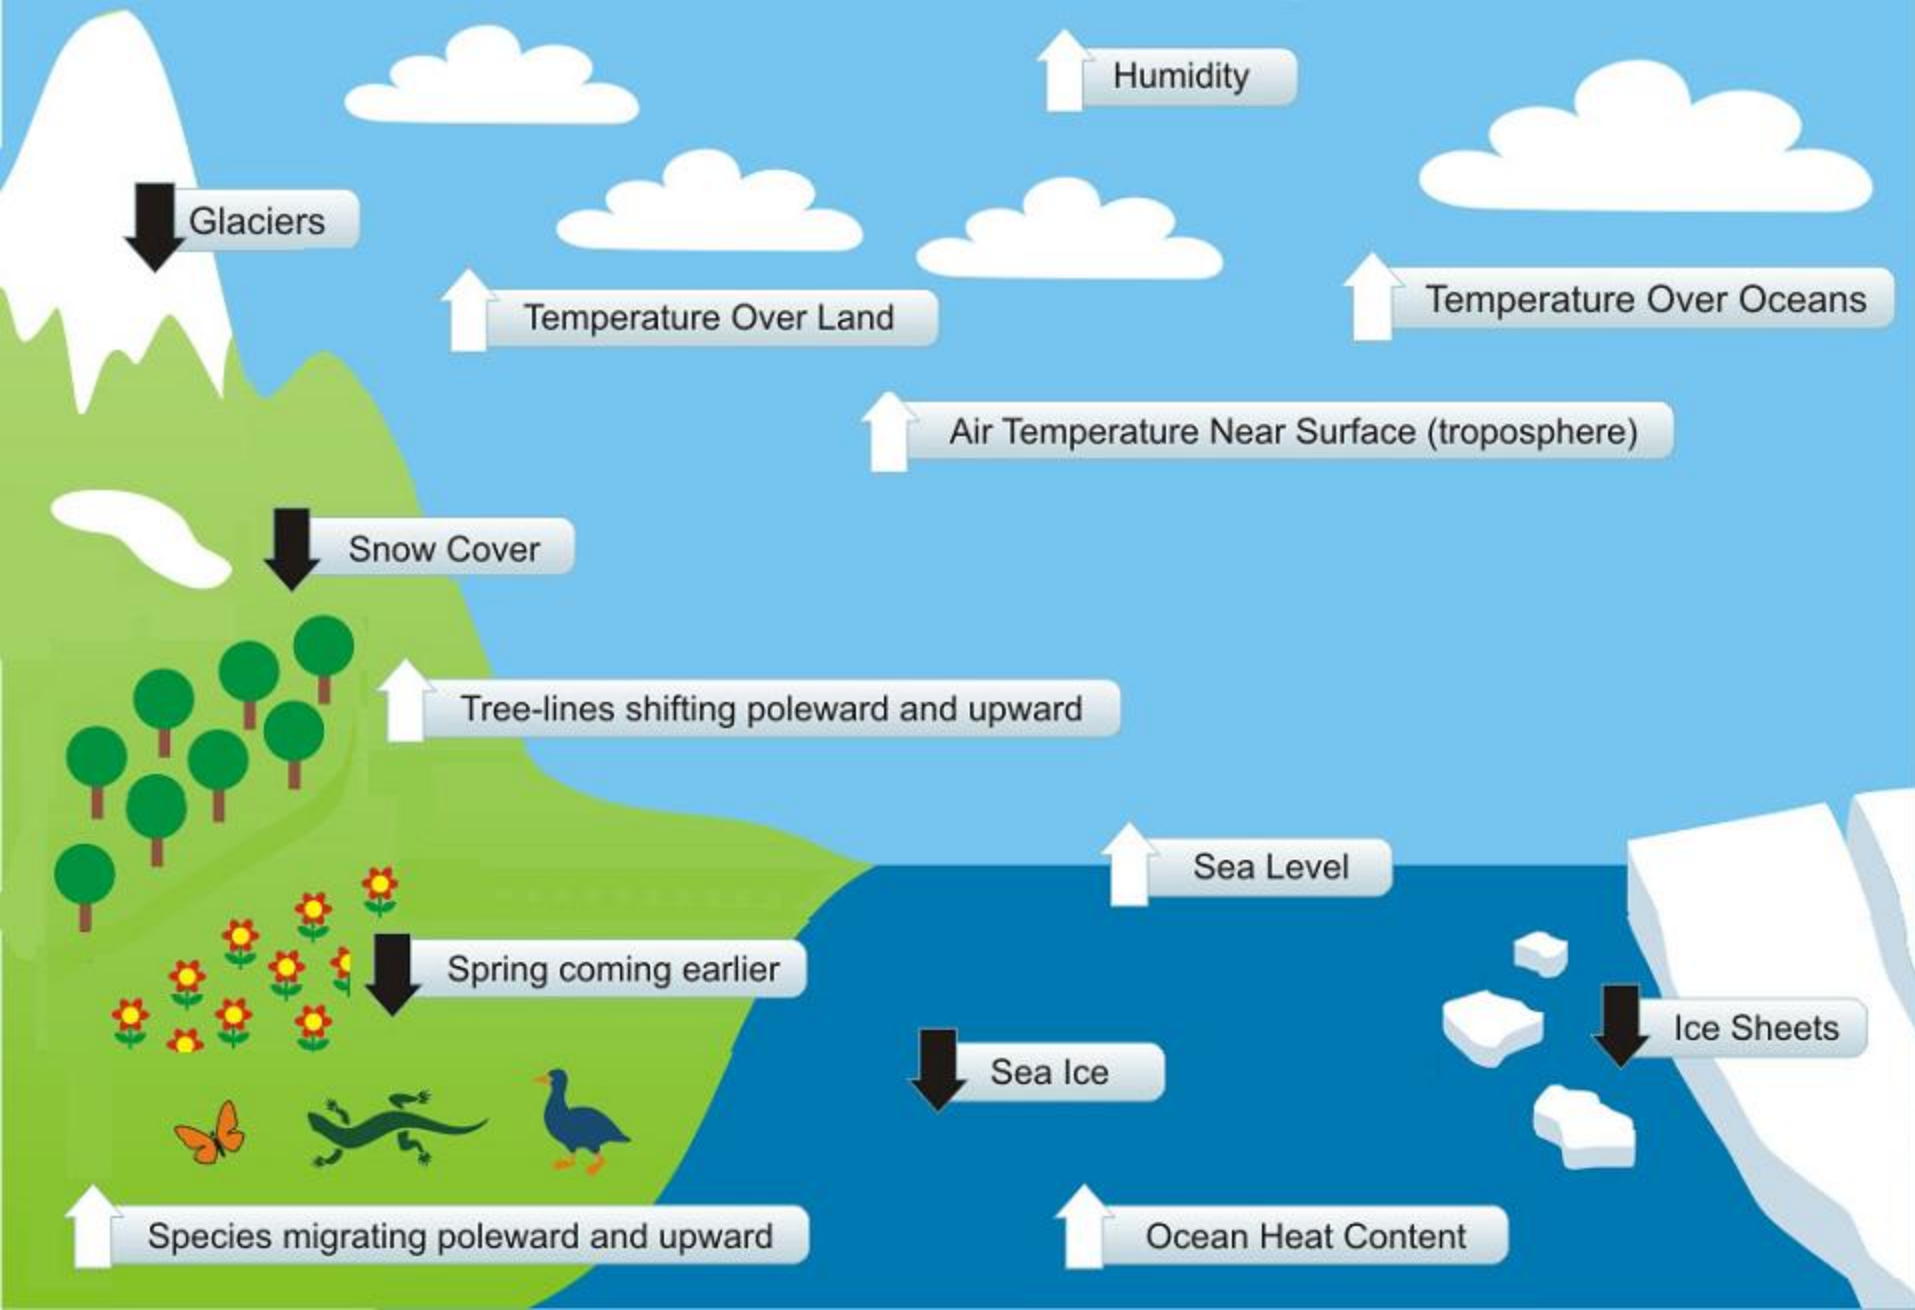 Humidity
Glaciers
Temperature Over Land
Temperature Over Oceans
Air Temperature Near Surface (troposphere)
Snow Cover
Tree-lines shifting poleward and upward
Sea Level
Spring coming earlier
Ice Sheets
Sea Ice
Species migrating poleward and upward
Ocean Heat Content